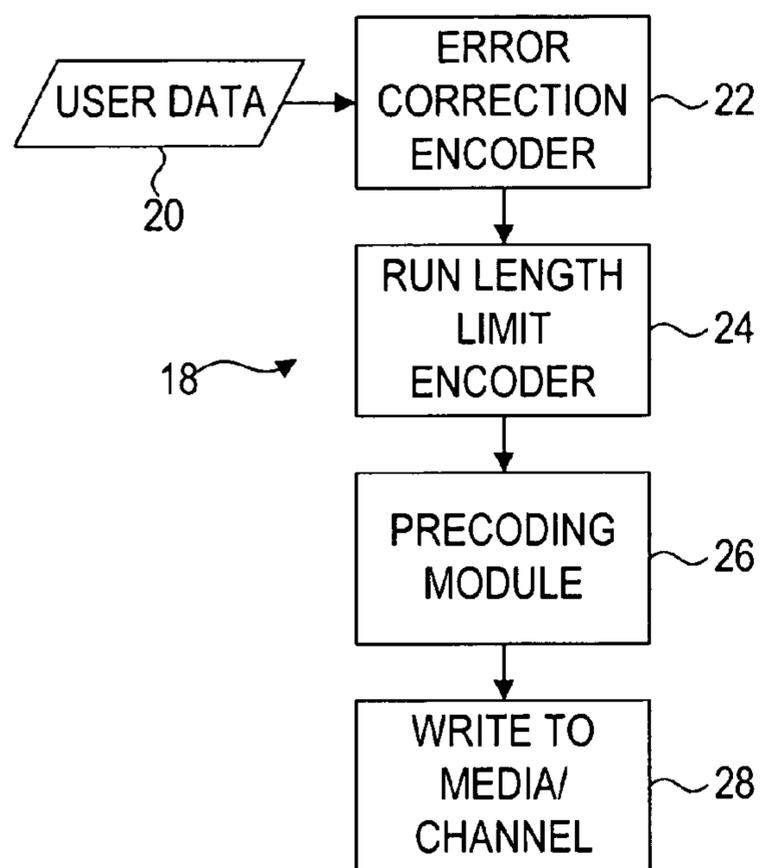 USER DATA
20
ERROR
CORRECTION
ENCODER
22
RUN LENGTH
LIMIT
ENCODER
24
18
PRECODING
MODULE
26
WRITE TO
MEDIA/
CHANNEL
28